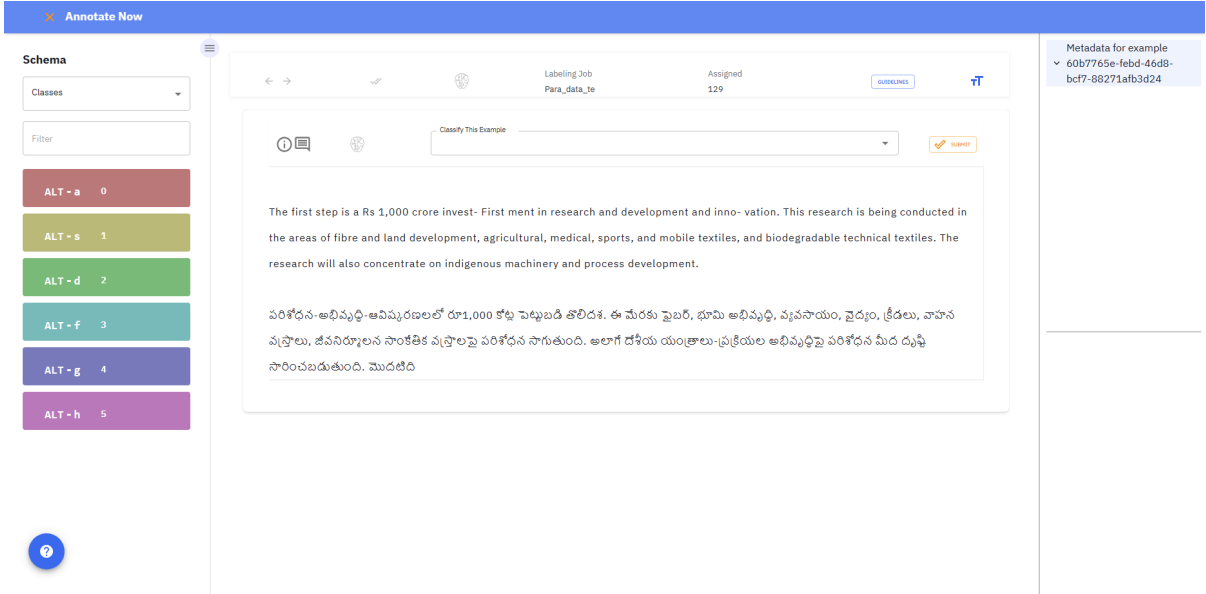 Annotate Now
Schema
Classes
Filter
ALT - a 0
ALT - s 1
ALT - d 2
ALT - f 3
ALT - g 4
ALT - h 5
Labeling Job
Para_data_te
Assigned
129
GUIDELINES
Classify This Example
SUBMIT
The first step is a Rs 1,000 crore invest- First ment in research and development and inno- vation. This research is being conducted in
the areas of fibre and land development, agricultural, medical, sports, and mobile textiles, and biodegradable technical textiles. The
research will also concentrate on indigenous machinery and process development.
పరిశోధన-అభివృద్ధి-ఆవిష్కరణలలో రూ1,000 కోట్ల పెట్టుబడి తొలిదశ. ఈ మేరకు ఫైబర్, భూమి అభివృద్ధి, వ్యవసాయం, వైద్యం, క్రీడలు, వాహన
వస్త్రాలు, జీవనిర్మూలన సాంకేతిక వస్త్రాలపై పరిశోధన సాగుతుంది. అలాగే దేశీయ యంత్రాలు-ప్రక్రియల అభివృద్ధిపై పరిశోధన మీద దృష్టి
సారించబడుతుంది. మొదటిది
Metadata for example
60b7765e-febd-46d8-
bcf7-88271afb3d24